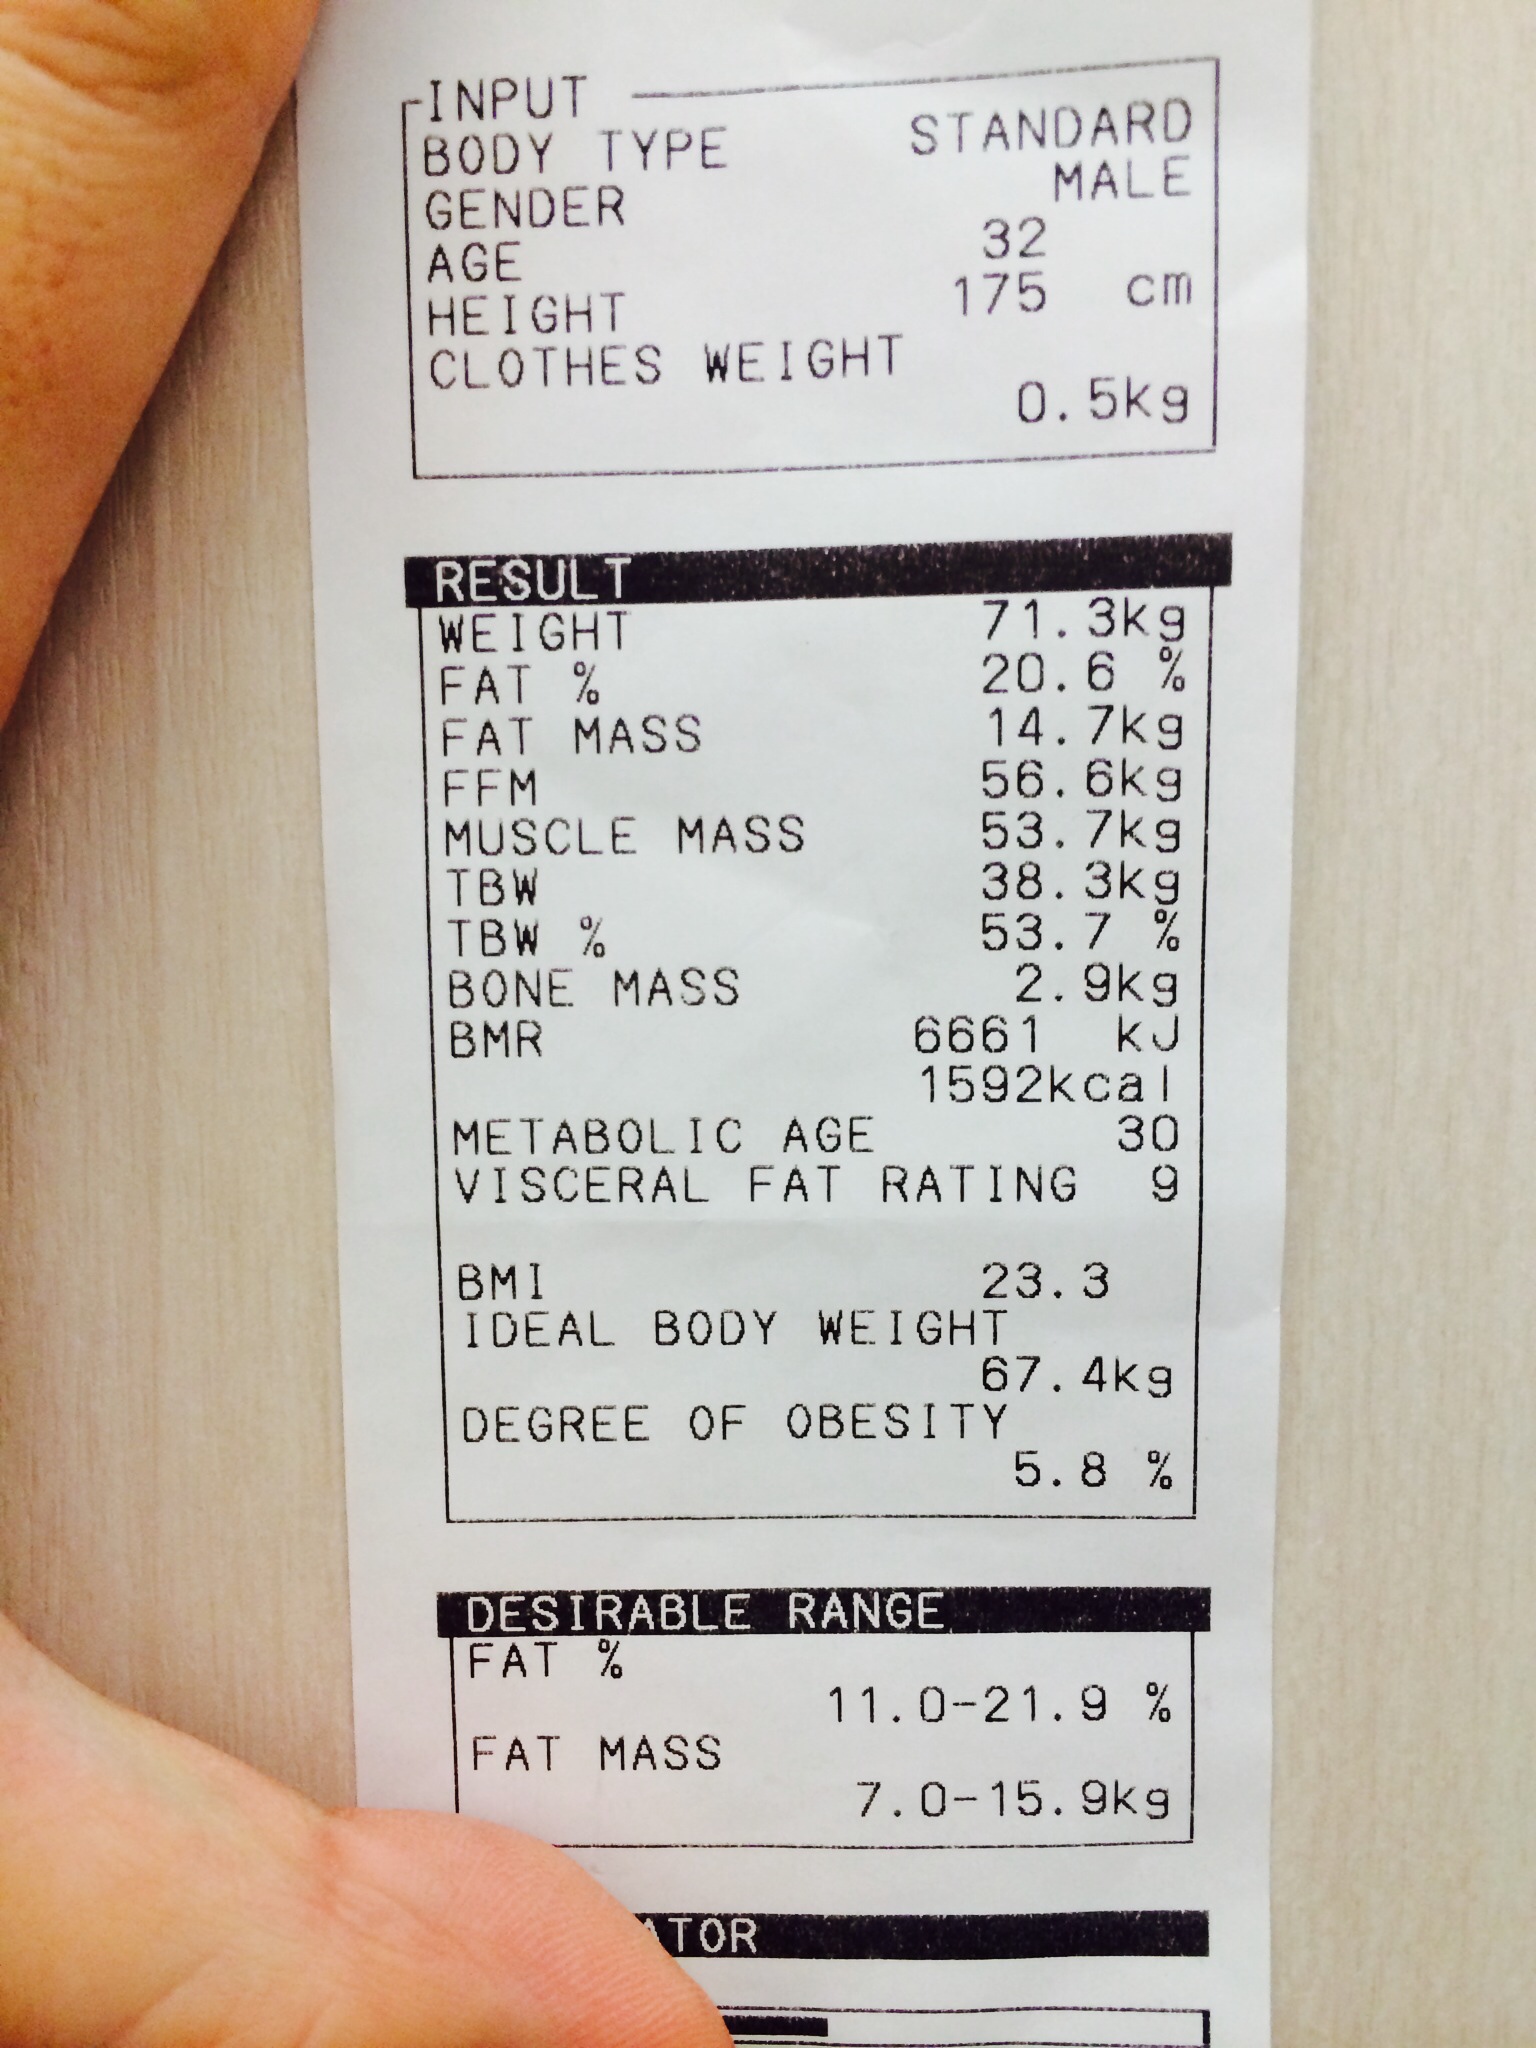 INPUT
BODY TYPE STANDARD
GENDER MALE
AGE 32
HEIGHT 175 cm
CLOTHES WEIGHT
0.5kg
RESULT
WEIGHT 71.3kg
FAT % 20.6 %
FAT MASS 14.7kg
FFM 56.6kg
MUSCLE MASS 53.7kg
TBW 38.3kg
TBW % 53.7 %
BONE MASS 2.9kg
BMR 6661 kJ
1592kcal
METABOLIC AGE 30
VISCERAL FAT RATING 9
BMI 23.3
IDEAL BODY WEIGHT
67.4kg
DEGREE OF OBESITY
5.8 %
DESIRABLE RANGE
FAT %
11.0-21.9 %
FAT MASS
7.0-15.9kg